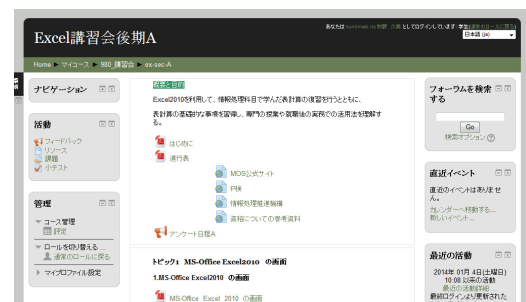 Excel講習会後期A
日本語 (ja)
Home ► マイコース ► 980_講習会 ► ex-sec-A
ナビゲーション
活動
フィードバック
リソース
課題
小テスト
管理
コース管理
評定
ロールを切り替える ...
通常のロールに戻る
マイプロファイル設定
概要と目的
Excel2010を利用して、情報処理科目で学んだ表計算の復習を行うとともに、
表計算の基礎的な事項を習得し、専門の授業や就職後の実務での活用法を理解す
る。
はじめに
進行表
MOS公式サイト
P検
情報処理推進機構
資格についての参考資料
アンケート日程A
トピック1 MS-Office Excel2010 の画面
1.MS-Office Excel2010 の画面
MS-Office Excel 2010 の画面
フォーラムを検索
する
Go
検索オプション
直近イベント
直近のイベントはありませ
ん。
カレンダーへ移動する...
新しいイベント...
最近の活動
2014年 01月 4日(土曜日)
10:08 以来の活動
最近の活動詳細 ...
最終ログインより更新された